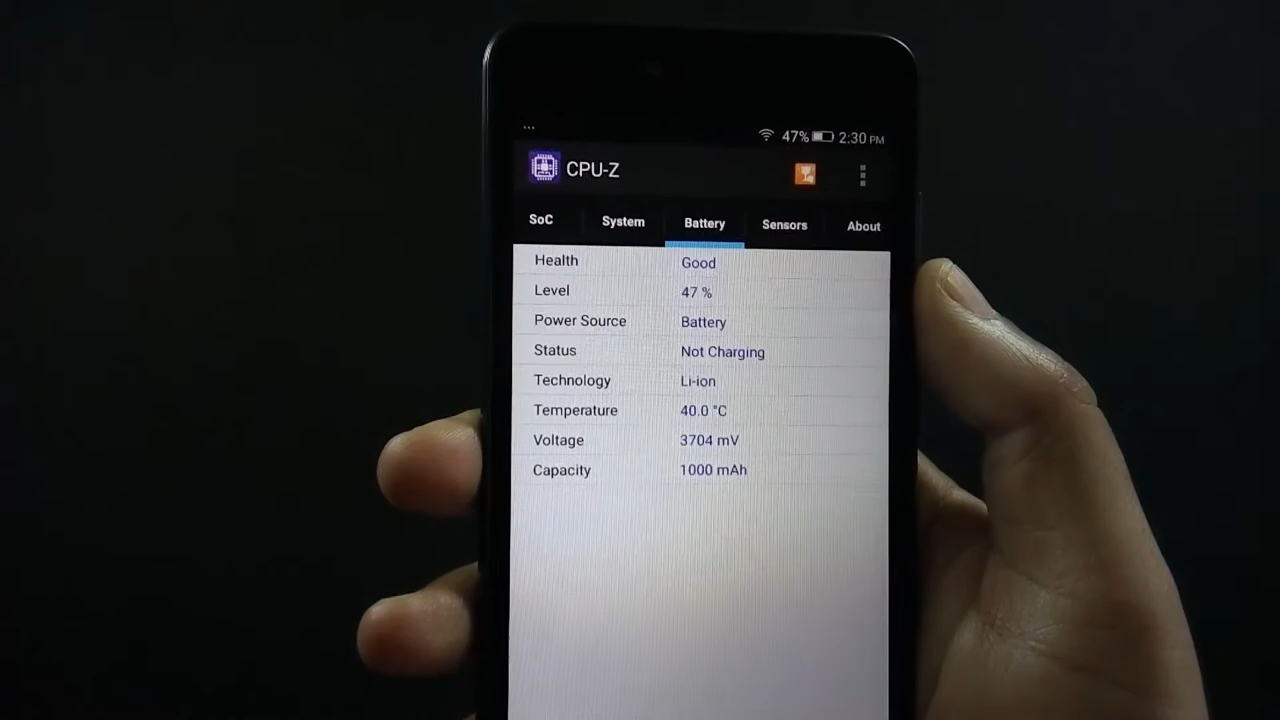 ...
47% 2:30 PM
CPU-Z
SoC System Battery Sensors About
Health Good
Level 47 %
Power Source Battery
Status Not Charging
Technology Li-ion
Temperature 40.0 °C
Voltage 3704 mV
Capacity 1000 mAh